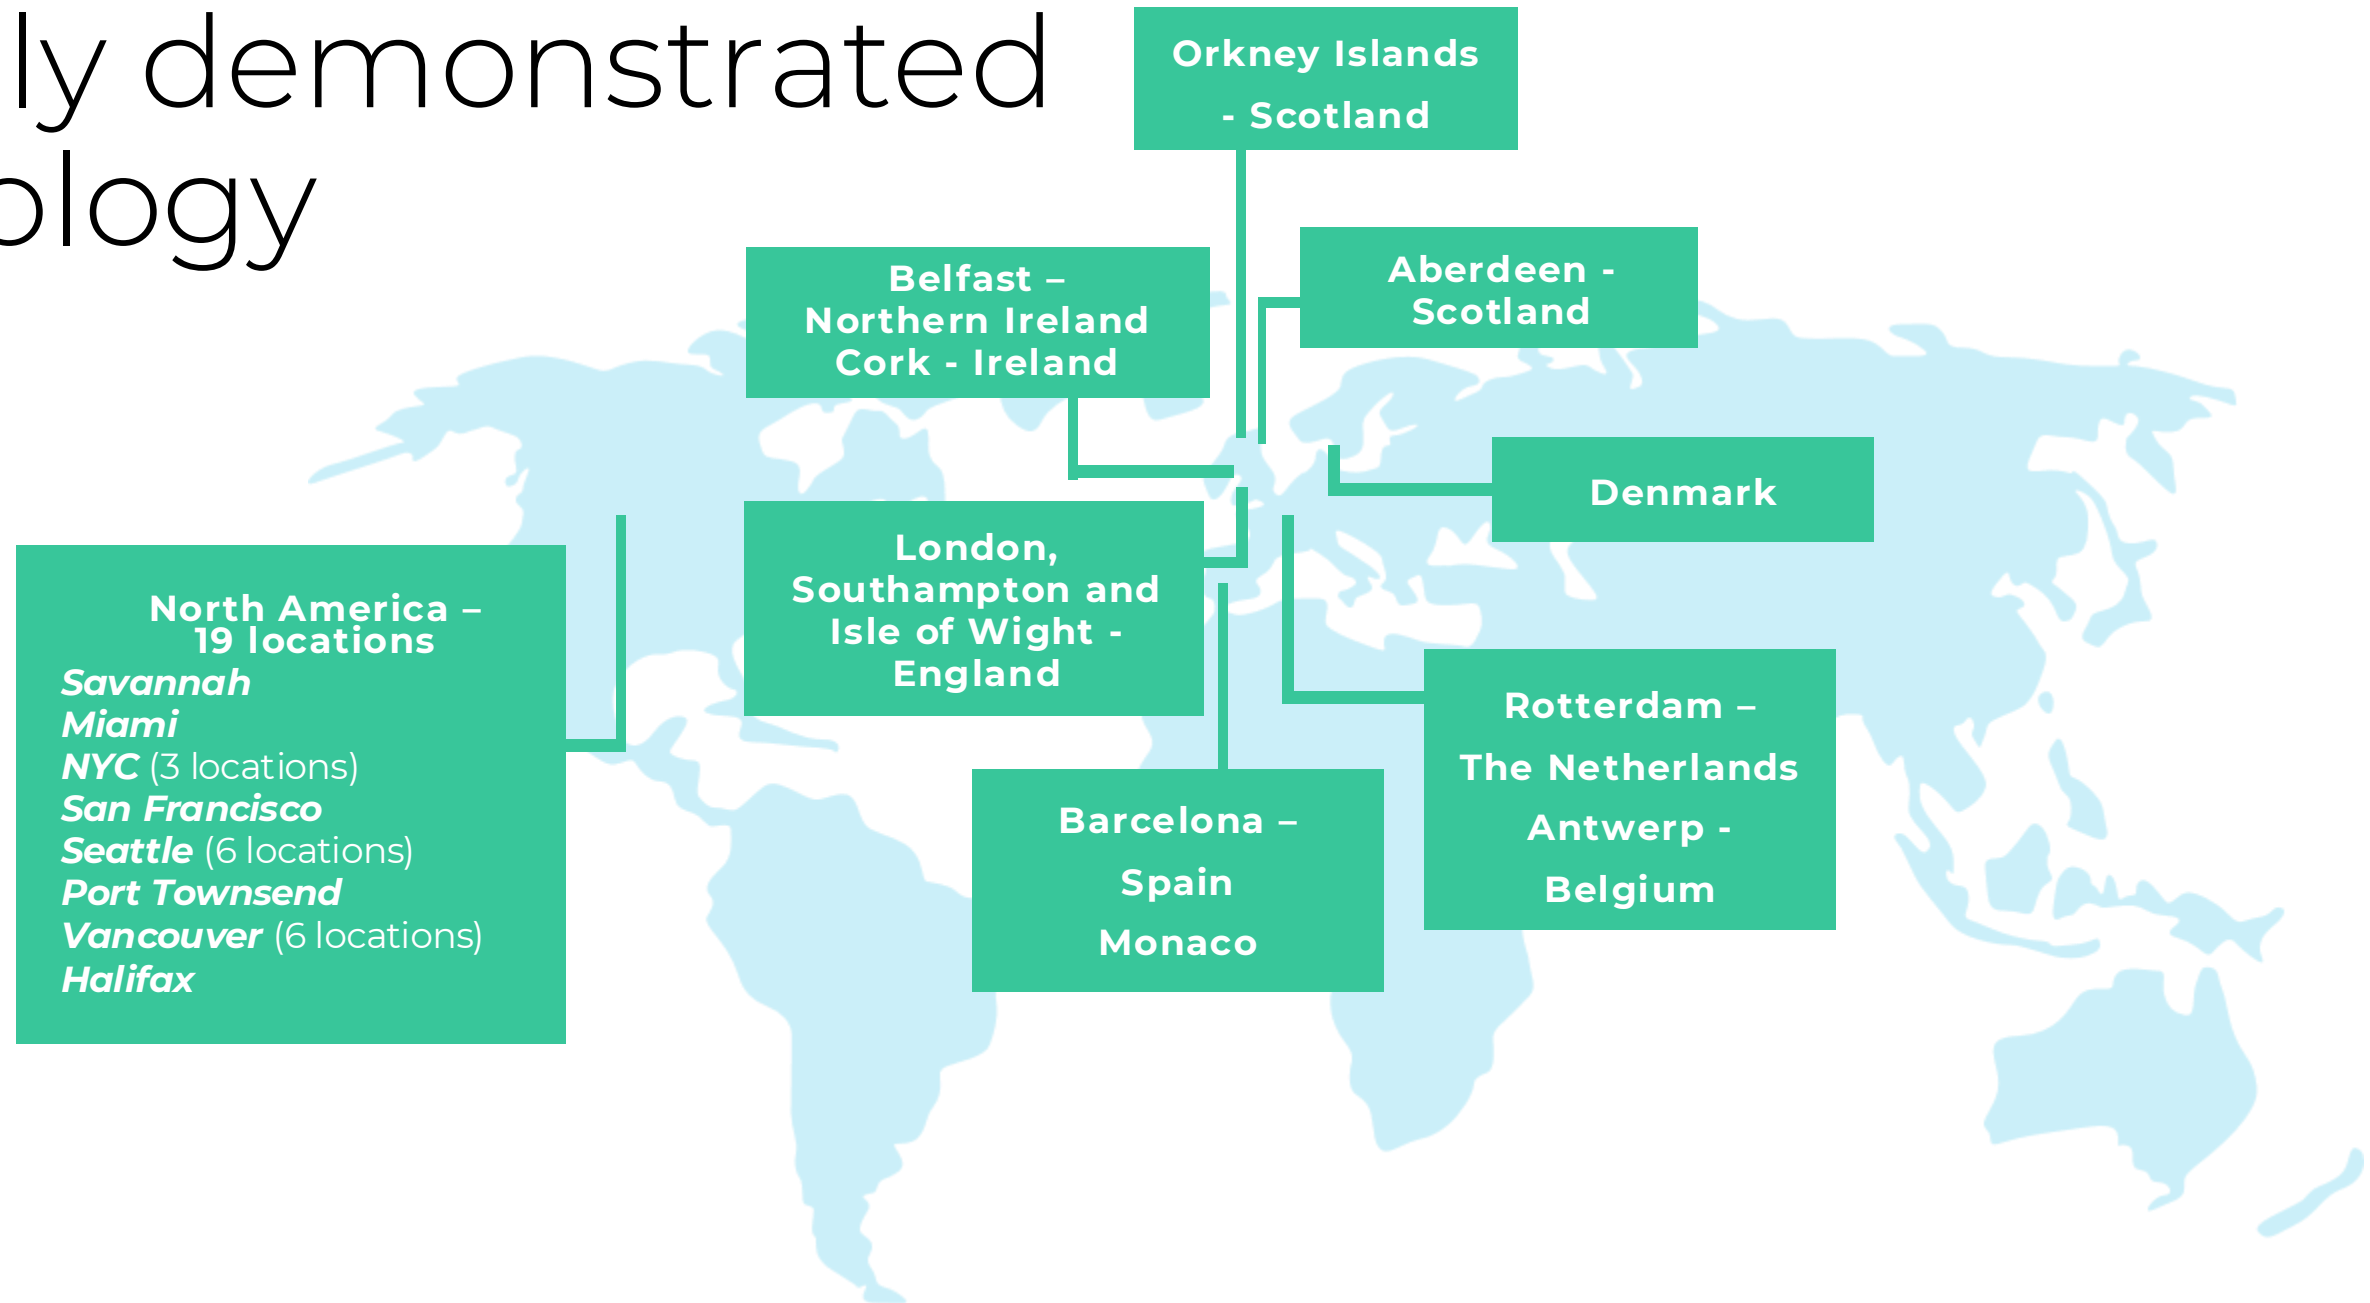 ly demonstrated
ology
Orkney Islands
- Scotland
Belfast –
Northern Ireland
Cork - Ireland
Aberdeen -
Scotland
Denmark
London,
Southampton and
Isle of Wight -
England
North America –
19 locations
Savannah
Miami
NYC (3 locations)
San Francisco
Seattle (6 locations)
Port Townsend
Vancouver (6 locations)
Halifax
Barcelona –
Spain
Monaco
Rotterdam –
The Netherlands
Antwerp -
Belgium